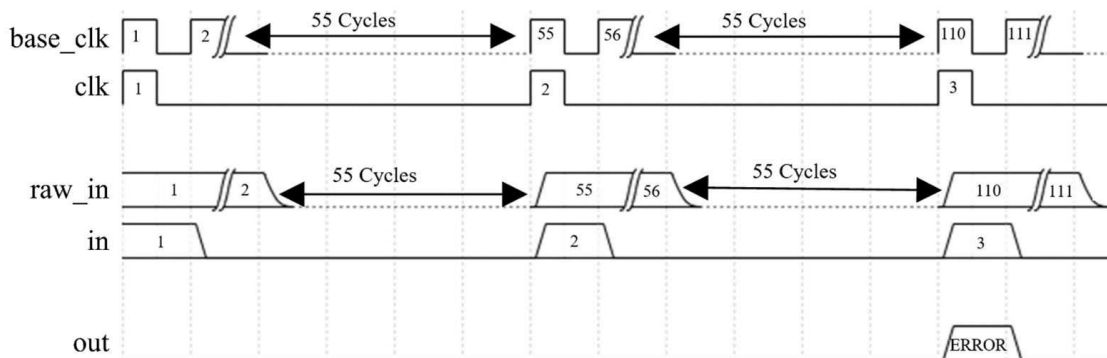 55 Cycles 55 Cycles
base_clk 1 2 55 56 110 111
clk 1 2 3
55 Cycles 55 Cycles
raw_in 1 2 55 56 110 111
in 1 2 3
out ERROR